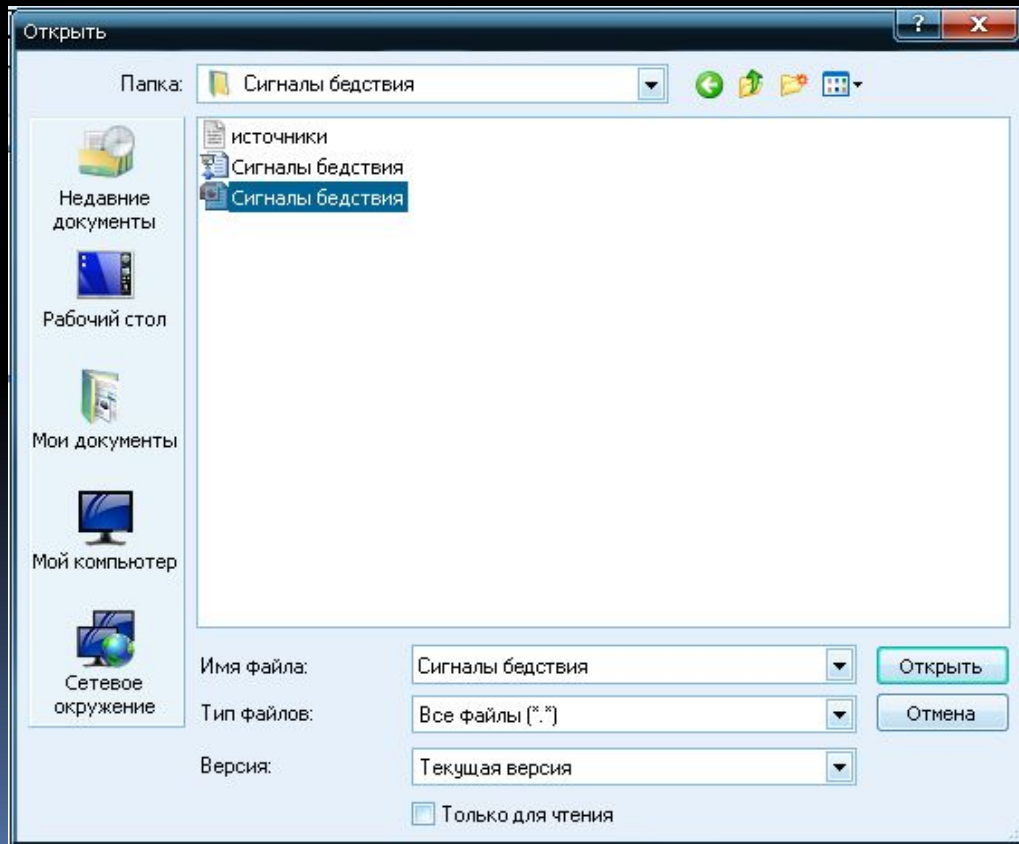 Открыть
Папка: Сигналы бедствия
источники
Сигналы бедствия
Сигналы бедствия
Недавние
документы
Рабочий стол
Мои документы
Мой компьютер
Сетевое
окружение
Имя файла: Сигналы бедствия Открыть
Тип файлов: Все файлы (*.*) Отмена
Версия: Текущая версия
Только для чтения